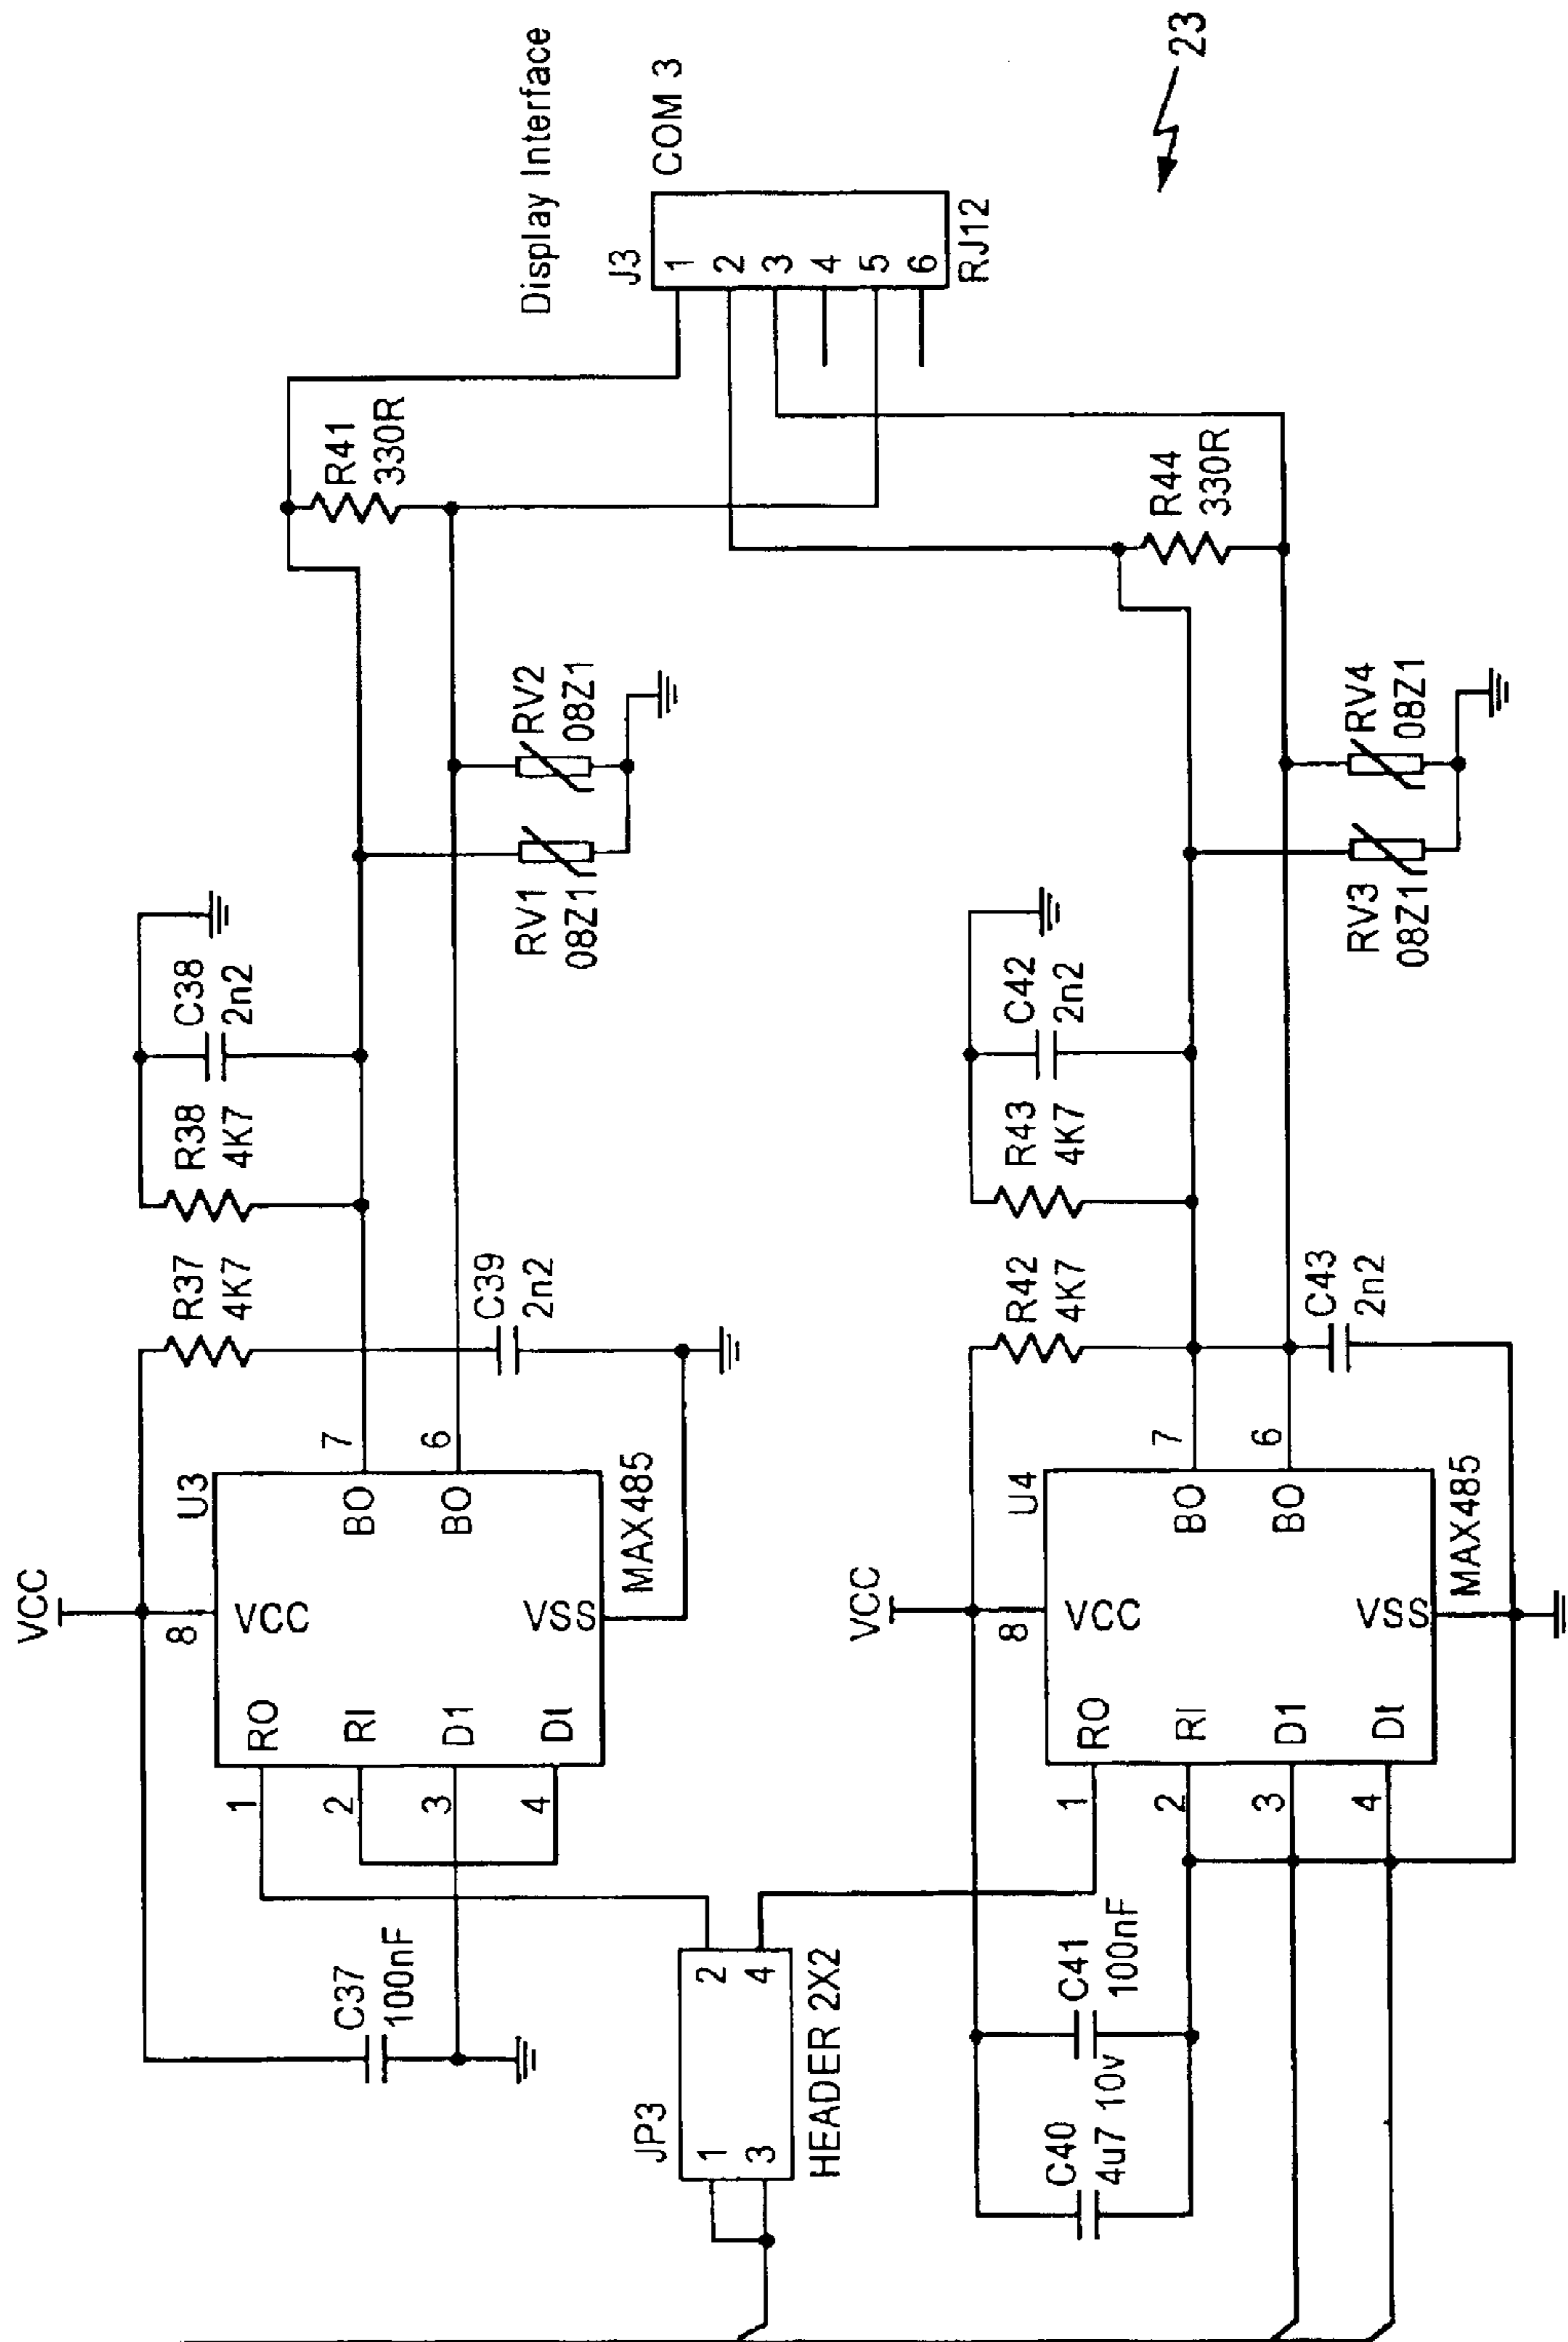 Display Interface
COM 3
J3
1
2
3
4
5
6
RJ12
23
R41
330R
R44
330R
RV2
08Z1
RV1
08Z1
RV4
08Z1
RV3
08Z1
C38
2n2
R38
4K7
R37
4K7
C39
2n2
C42
2n2
R43
4K7
R42
4K7
C43
2n2
VCC
U3
8
VCC
BO
7
BO
6
VSS
MAX485
RO
RI
D1
DI
1
2
3
4
C37
100nF
JP3
1
3
2
4
HEADER 2X2
VCC
U4
8
VCC
BO
7
BO
6
VSS
MAX485
RO
RI
D1
DI
1
2
3
4
C41
100nF
C40
4u7 10v